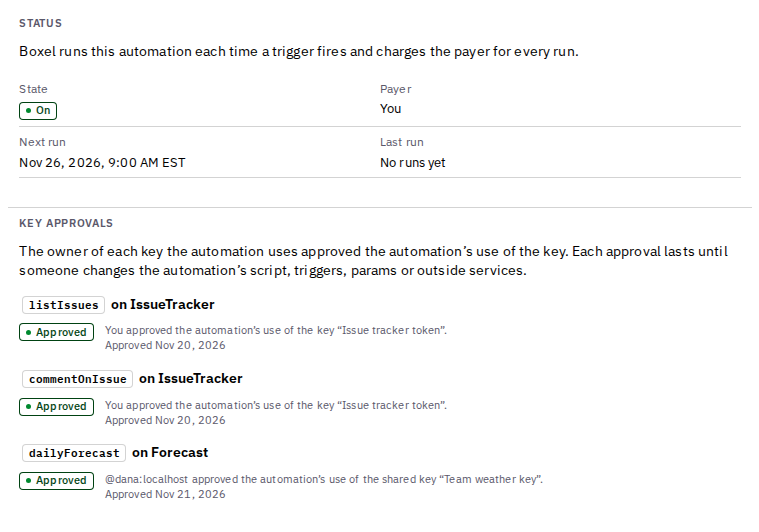 STATUS
Boxel runs this automation each time a trigger fires and charges the payer for every run.
State
Payer
On
You
Next run
Last run
Nov 26, 2026, 9:00 AM EST
No runs yet
KEY APPROVALS
The owner of each key the automation uses approved the automation’s use of the key. Each approval lasts until
someone changes the automation’s script, triggers, params or outside services.
listIssues on IssueTracker
Approved
You approved the automation’s use of the key “Issue tracker token”.
Approved Nov 20, 2026
commentOnIssue on IssueTracker
Approved
You approved the automation’s use of the key “Issue tracker token”.
Approved Nov 20, 2026
dailyForecast on Forecast
Approved
@dana:localhost approved the automation’s use of the shared key “Team weather key”.
Approved Nov 21, 2026